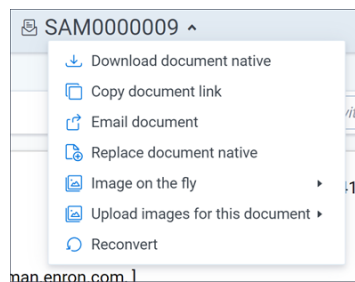 SAM0000009
Download document native
Copy document link
Email document
Replace document native
Image on the fly
Upload images for this document
Reconvert
man.enron.com, ]